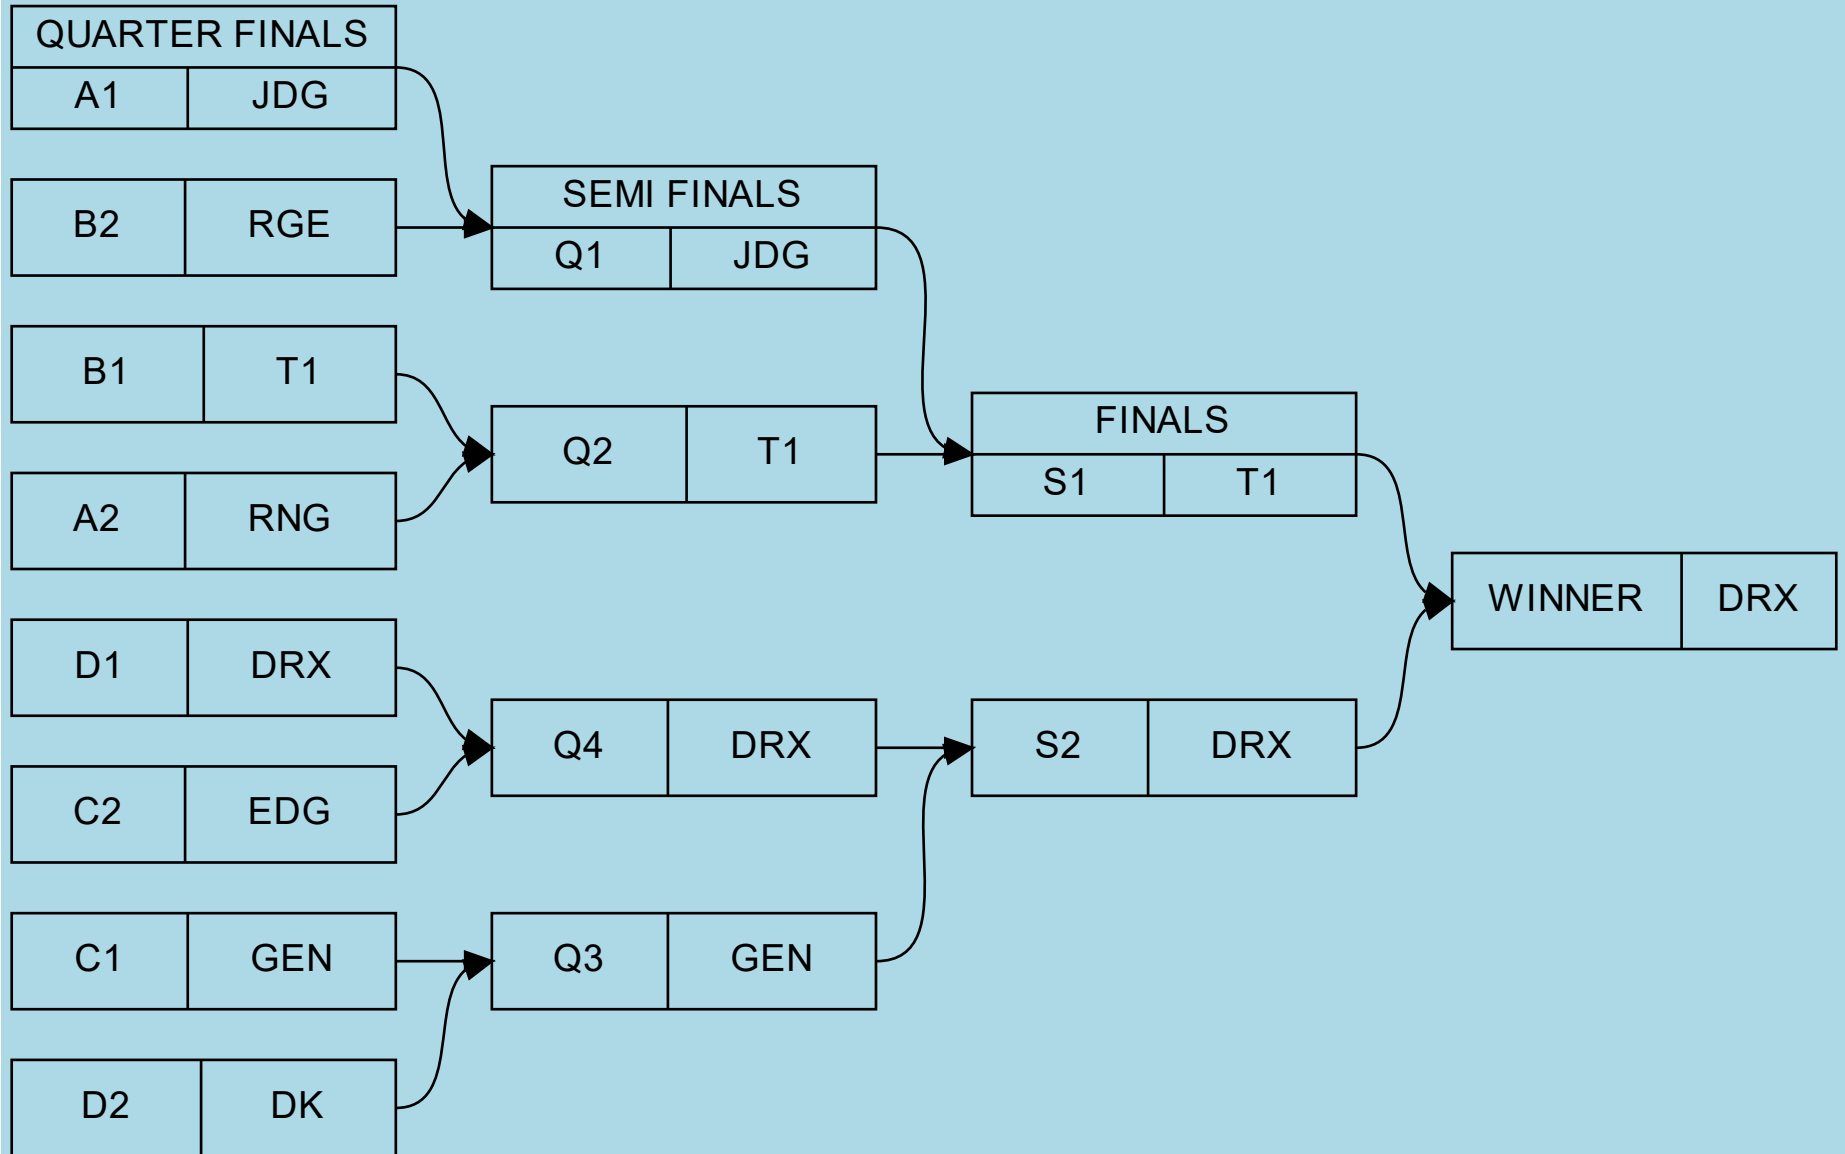 QUARTER FINALS
A1 JDG
B2 RGE
B1 T1
A2 RNG
D1 DRX
C2 EDG
C1 GEN
D2 DK
SEMI FINALS
Q1 JDG
Q2 T1
Q4 DRX
Q3 GEN
FINALS
S1 T1
S2 DRX
WINNER DRX